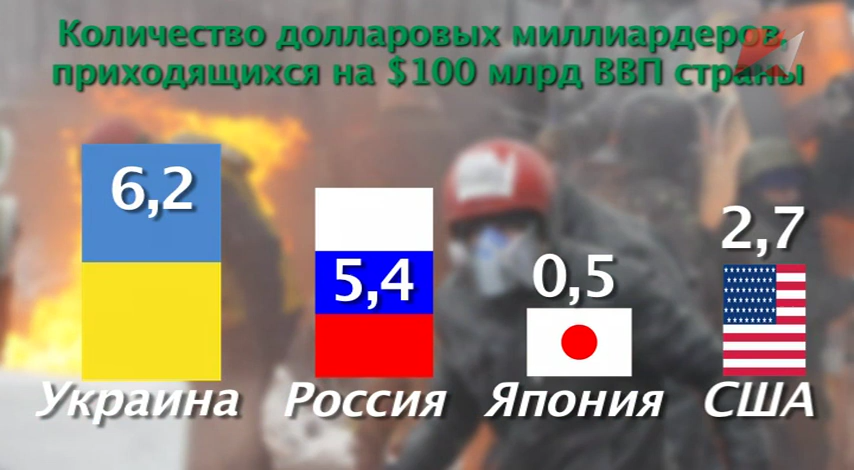 Количество долларовых миллиардеров,
приходящихся на $100 млрд ВВП страны
6,2
5,4
0,5
2,7
Украина
Россия
Япония
США